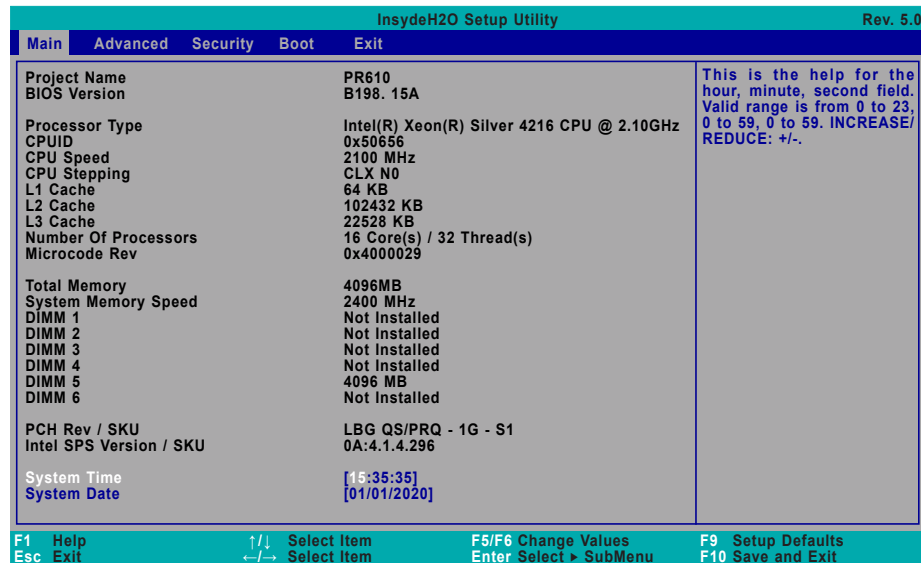 InsydeH2O Setup Utility Rev. 5.0
Main Advanced Security Boot Exit
Project Name PR610
BIOS Version B198. 15A
Processor Type Intel(R) Xeon(R) Silver 4216 CPU @ 2.10GHz
CPUID 0x50656
CPU Speed 2100 MHz
CPU Stepping CLX N0
L1 Cache 64 KB
L2 Cache 102432 KB
L3 Cache 22528 KB
Number Of Processors 16 Core(s) / 32 Thread(s)
Microcode Rev 0x4000029
Total Memory 4096MB
System Memory Speed 2400 MHz
DIMM 1 Not Installed
DIMM 2 Not Installed
DIMM 3 Not Installed
DIMM 4 Not Installed
DIMM 5 4096 MB
DIMM 6 Not Installed
PCH Rev / SKU LBG QS/PRQ - 1G - S1
Intel SPS Version / SKU 0A:4.1.4.296
System Time [15:35:35]
System Date [01/01/2020]
This is the help for the
hour, minute, second field.
Valid range is from 0 to 23,
0 to 59, 0 to 59. INCREASE/
REDUCE: +/-.
F1 Help ↑/↓ Select Item F5/F6 Change Values F9 Setup Defaults
Esc Exit ←/→ Select Item Enter Select ▸ SubMenu F10 Save and Exit